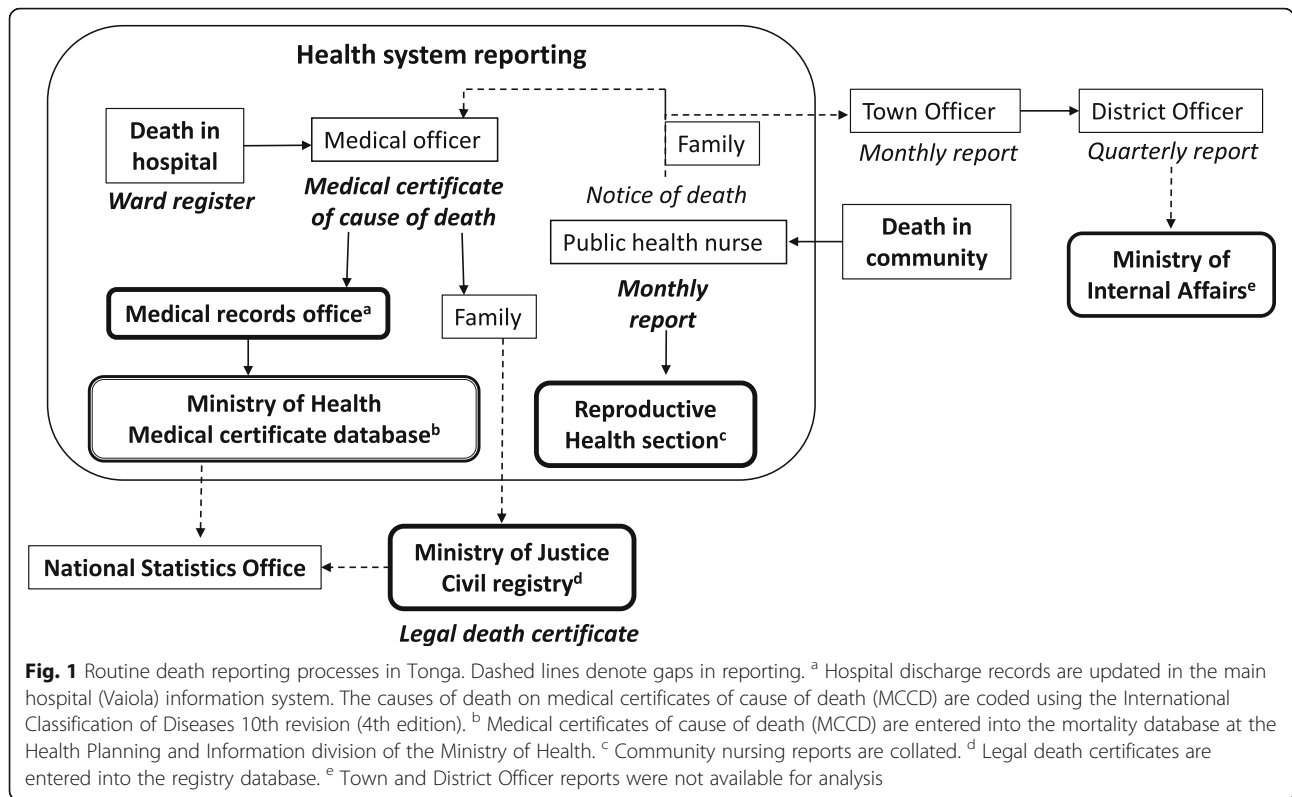 Health system reporting
Death in
hospital
Ward register
Medical officer
Medical certificate
of cause of death
Family
Notice of death
Town Officer
Monthly report
District Officer
Quarterly report
Public health nurse
Death in
community
Ministry of
Internal Affairsᵉ
Monthly
report
Medical records officeᵃ
Family
Ministry of Health
Medical certificate databaseᵇ
Reproductive
Health sectionᶜ
National Statistics Office
Ministry of Justice
Civil registryᵈ
Legal death certificate
Fig. 1 Routine death reporting processes in Tonga. Dashed lines denote gaps in reporting. ᵃ Hospital discharge records are updated in the main
hospital (Vaiola) information system. The causes of death on medical certificates of cause of death (MCCD) are coded using the International
Classification of Diseases 10th revision (4th edition). ᵇ Medical certificates of cause of death (MCCD) are entered into the mortality database at the
Health Planning and Information division of the Ministry of Health. ᶜ Community nursing reports are collated. ᵈ Legal death certificates are
entered into the registry database. ᵉ Town and District Officer reports were not available for analysis